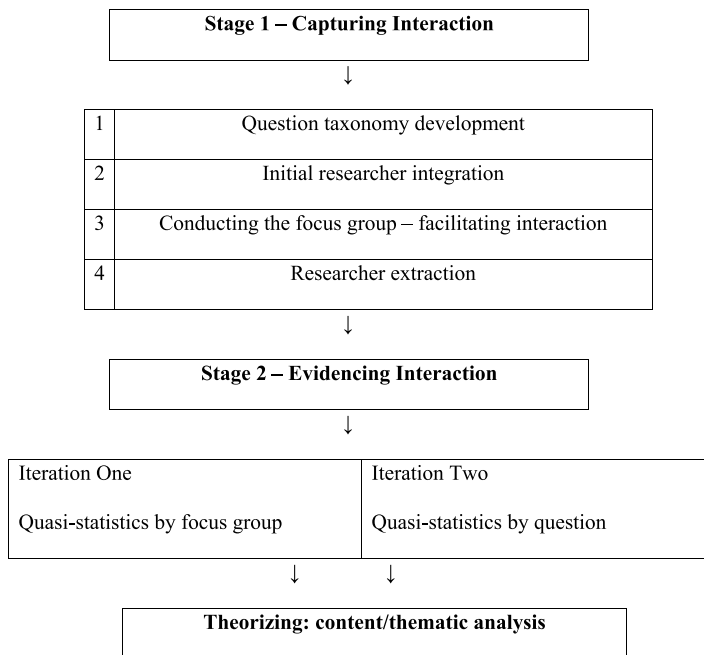 Stage 1 – Capturing Interaction
↓
1 Question taxonomy development
2 Initial researcher integration
3 Conducting the focus group – facilitating interaction
4 Researcher extraction
↓
Stage 2 – Evidencing Interaction
↓
Iteration One
Quasi-statistics by focus group
Iteration Two
Quasi-statistics by question
↓ ↓
Theorizing: content/thematic analysis